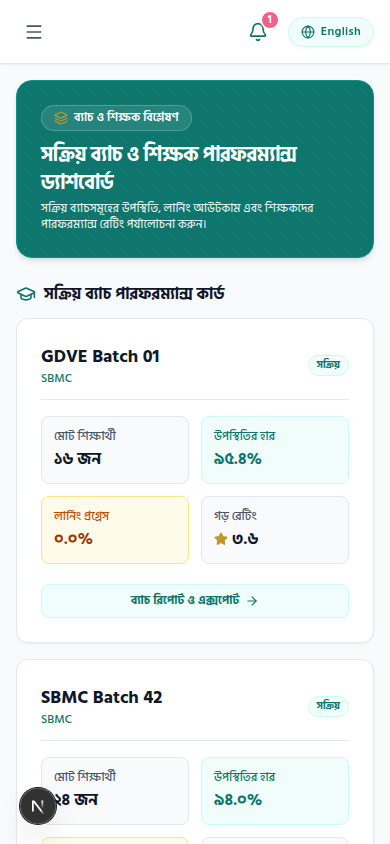 1
English
ব্যাচ ও শিক্ষক বিশ্লেষণ
সক্রিয় ব্যাচ ও শিক্ষক পারফরম্যান্স
ড্যাশবোর্ড
সক্রিয় ব্যাচসমূহের উপস্থিতি, লার্নিং আউটকাম এবং শিক্ষকদের
পারফরম্যান্স রেটিং পর্যালোচনা করুন।
সক্রিয় ব্যাচ পারফরম্যান্স কার্ড
GDVE Batch 01
SBMC
সক্রিয়
মোট শিক্ষার্থী
১৬ জন
উপস্থিতির হার
৯৫.৪%
লার্নিং প্রগ্রেস
০.০%
গড় রেটিং
৩.৬
ব্যাচ রিপোর্ট ও এক্সপোর্ট
SBMC Batch 42
SBMC
সক্রিয়
মোট শিক্ষার্থী
জন
উপস্থিতির হার
৯৪.০%
N